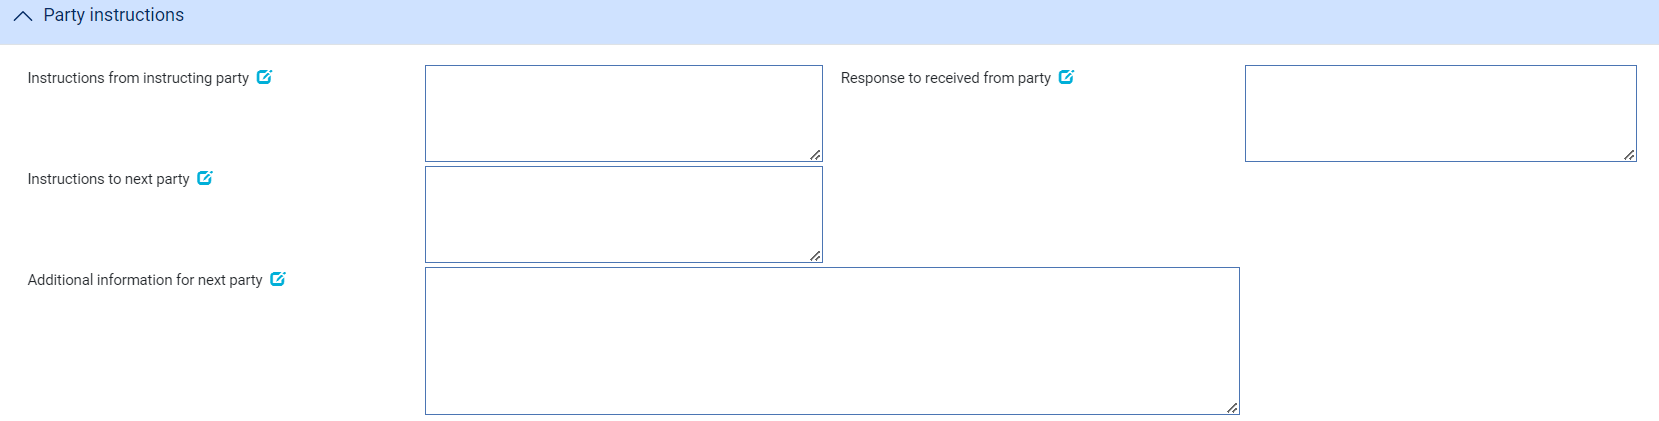 Party instructions
Instructions from instructing party
Response to received from party
Instructions to next party
Additional information for next party